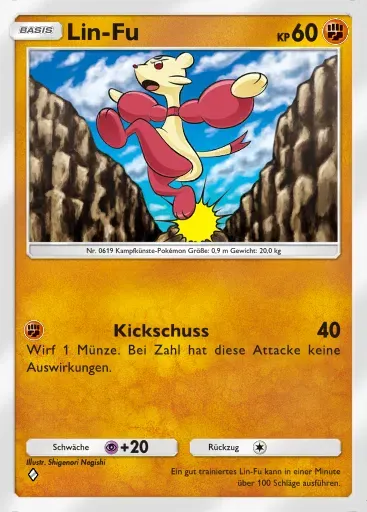 BASIS Lin-Fu KP 60
Nr. 0619 Kampfkünste-Pokémon Größe: 0,9 m Gewicht: 20,0 kg
Kickschuss 40
Wirf 1 Münze. Bei Zahl hat diese Attacke keine
Auswirkungen.
Schwäche +20 Rückzug
Illustr. Shigenori Negishi
Ein gut trainiertes Lin-Fu kann in einer Minute
über 100 Schläge ausführen.